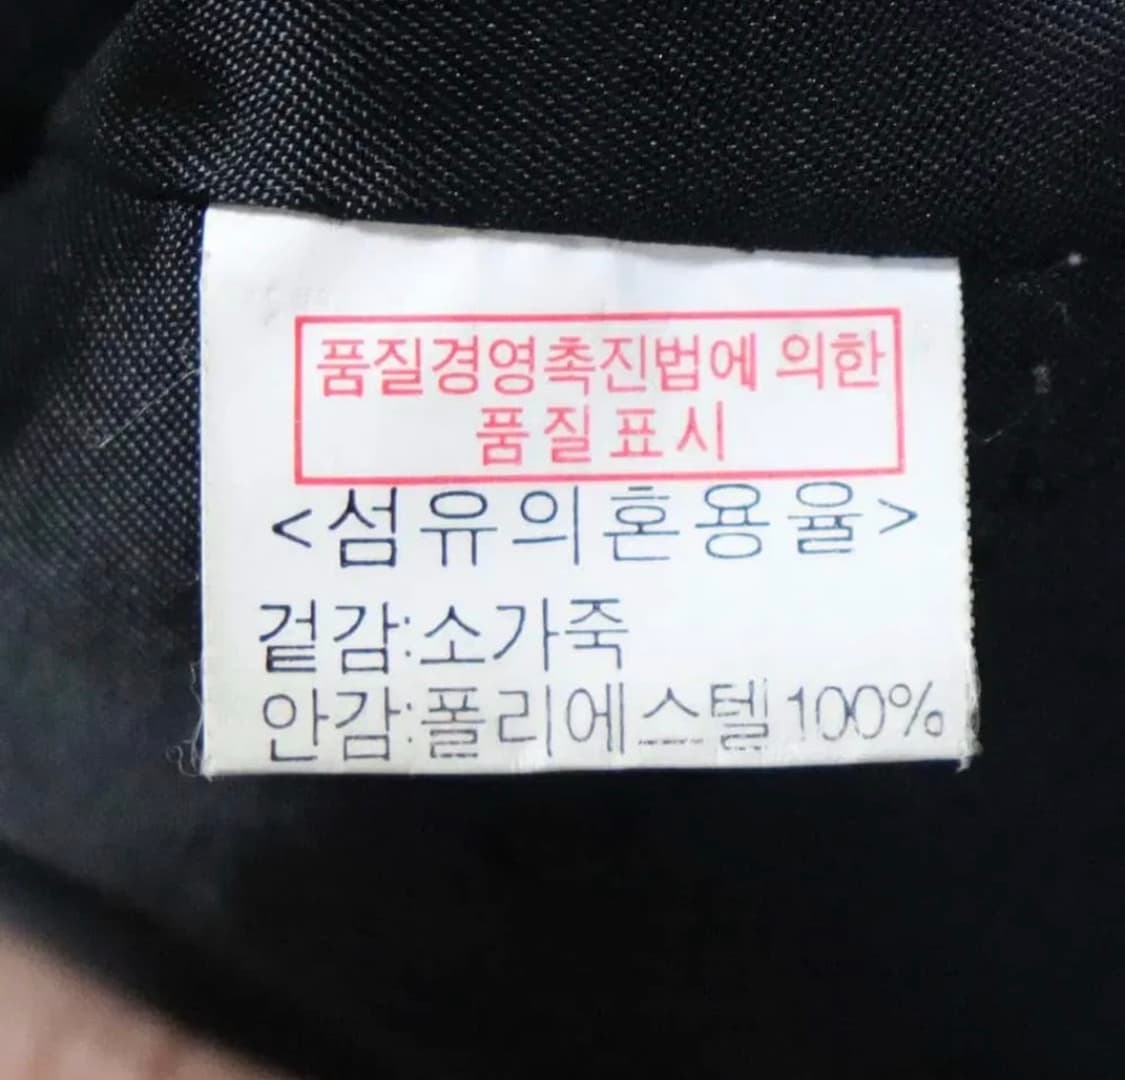 품질경영촉진법에 의한
품질표시
<섬유의혼용율>
겉감:소가죽
안감:폴리에스텔100%